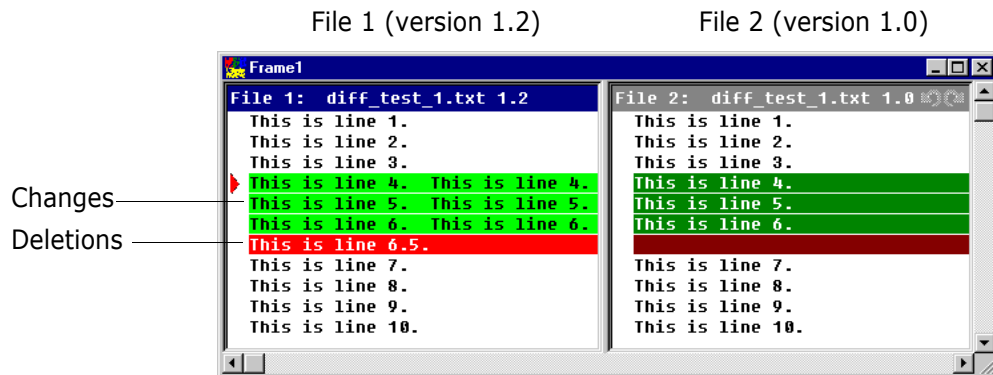 File 1 (version 1.2)
File 2 (version 1.0)
Frame1
File 1:  diff_test_1.txt 1.2
This is line 1.
This is line 2.
This is line 3.
This is line 4.  This is line 4.
This is line 5.  This is line 5.
This is line 6.  This is line 6.
This is line 6.5.
This is line 7.
This is line 8.
This is line 9.
This is line 10.
File 2:  diff_test_1.txt 1.0
This is line 1.
This is line 2.
This is line 3.
This is line 4.
This is line 5.
This is line 6.
This is line 7.
This is line 8.
This is line 9.
This is line 10.
Changes
Deletions